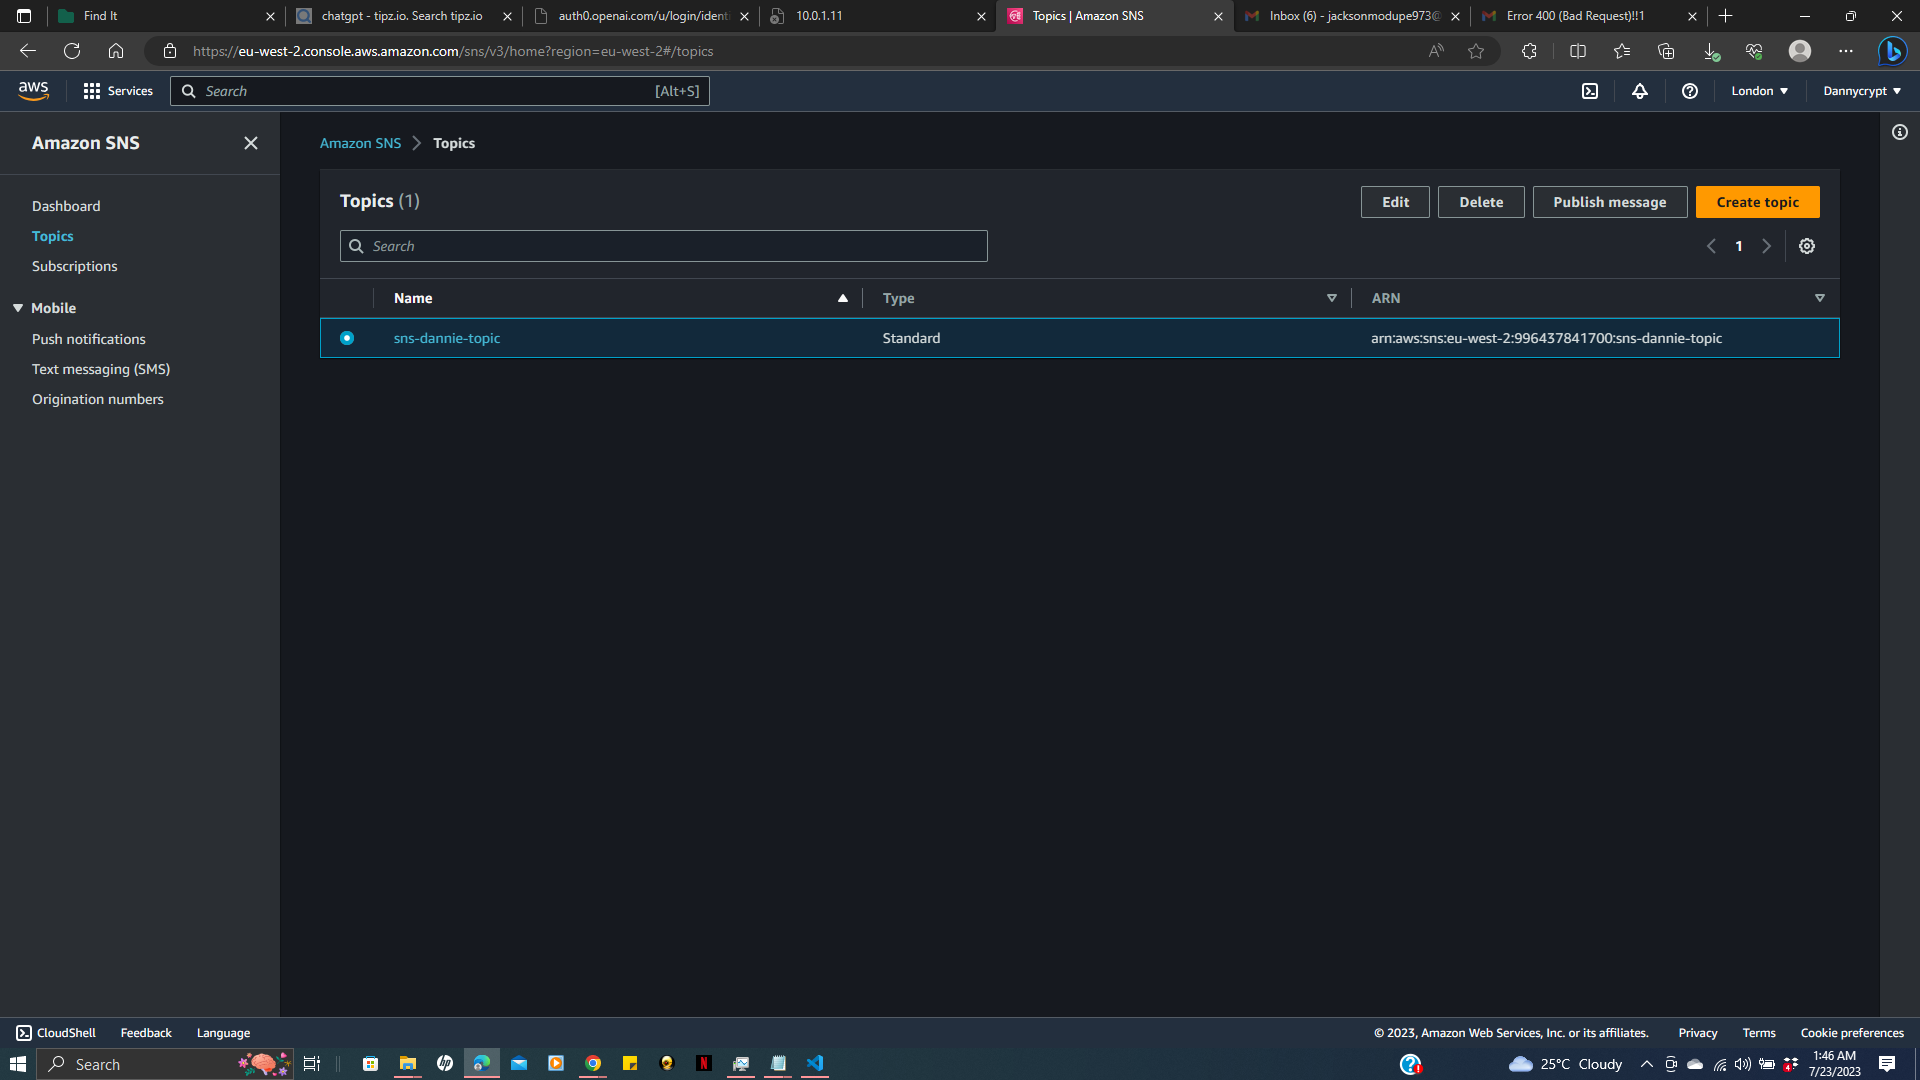 Find It
chatgpt - tipz.io. Search tipz.io
auth0.openai.com/u/login/identi
10.0.1.11
Topics | Amazon SNS
Inbox (6) - jacksonmodupe973@
Error 400 (Bad Request)!!1
https://eu-west-2.console.aws.amazon.com/sns/v3/home?region=eu-west-2#/topics
aws
Services
Search
[Alt+S]
London
Dannycrypt
Amazon SNS
Dashboard
Topics
Subscriptions
Mobile
Push notifications
Text messaging (SMS)
Origination numbers
Amazon SNS > Topics
Topics (1)
Edit
Delete
Publish message
Create topic
Search
1
Name
Type
ARN
sns-dannie-topic
Standard
arn:aws:sns:eu-west-2:996437841700:sns-dannie-topic
CloudShell
Feedback
Language
© 2023, Amazon Web Services, Inc. or its affiliates.
Privacy
Terms
Cookie preferences
Search
25°C Cloudy
1:46 AM
7/23/2023